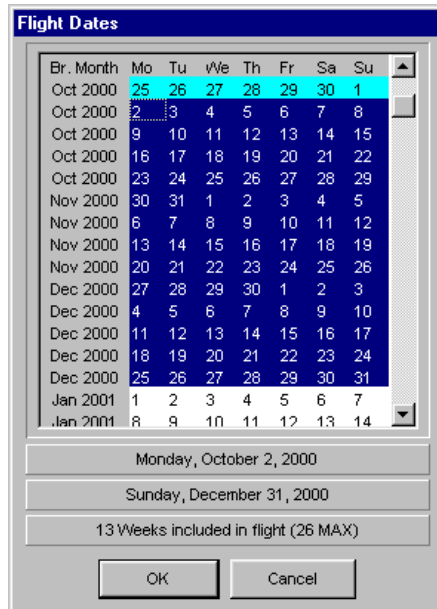 Flight Dates
Br. Month Mo Tu We Th Fr Sa Su
Oct 2000 25 26 27 28 29 30 1
Oct 2000 2 3 4 5 6 7 8
Oct 2000 9 10 11 12 13 14 15
Oct 2000 16 17 18 19 20 21 22
Oct 2000 23 24 25 26 27 28 29
Nov 2000 30 31 1 2 3 4 5
Nov 2000 6 7 8 9 10 11 12
Nov 2000 13 14 15 16 17 18 19
Nov 2000 20 21 22 23 24 25 26
Dec 2000 27 28 29 30 1 2 3
Dec 2000 4 5 6 7 8 9 10
Dec 2000 11 12 13 14 15 16 17
Dec 2000 18 19 20 21 22 23 24
Dec 2000 25 26 27 28 29 30 31
Jan 2001 1 2 3 4 5 6 7
Jan 2001 8 9 10 11 12 13 14
Monday, October 2, 2000
Sunday, December 31, 2000
13 Weeks included in flight (26 MAX)
OK Cancel